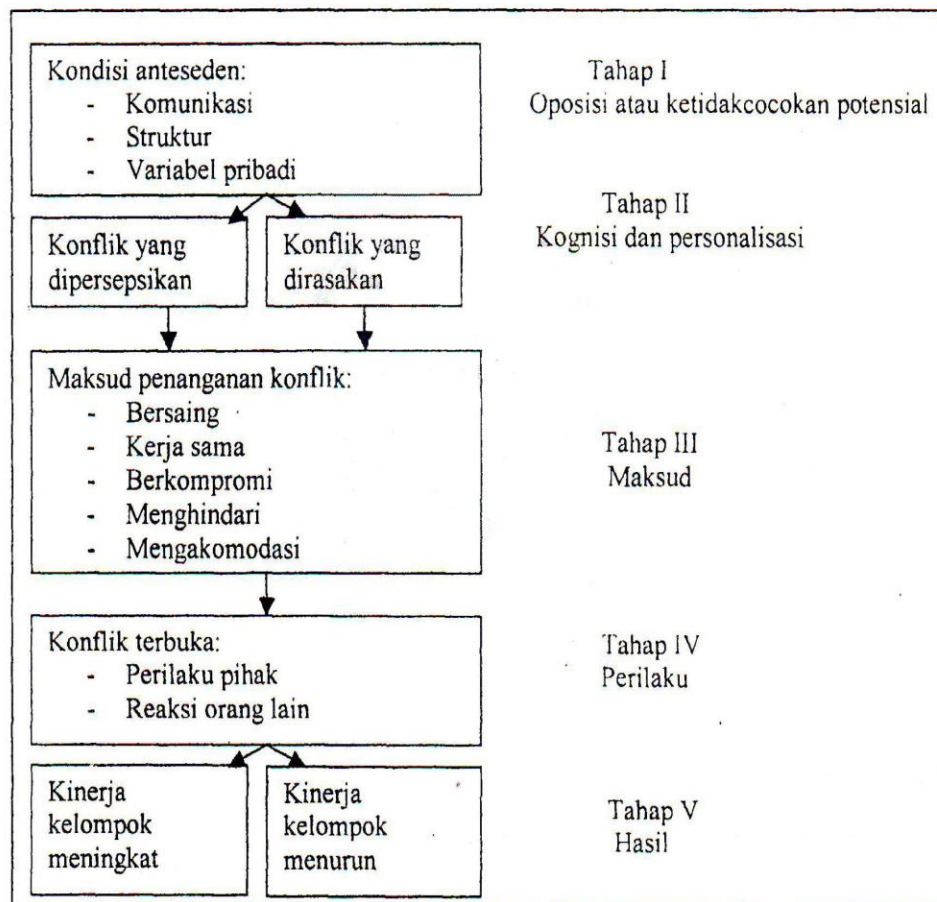 Kondisi anteseden:
- Komunikasi
- Struktur
- Variabel pribadi
Tahap I
Oposisi atau ketidakcocokan potensial
Konflik yang
dipersepsikan
Konflik yang
dirasakan
Tahap II
Kognisi dan personalisasi
Maksud penanganan konflik:
- Bersaing
- Kerja sama
- Berkompromi
- Menghindari
- Mengakomodasi
Tahap III
Maksud
Konflik terbuka:
- Perilaku pihak
- Reaksi orang lain
Tahap IV
Perilaku
Kinerja
kelompok
meningkat
Kinerja
kelompok
menurun
Tahap V
Hasil